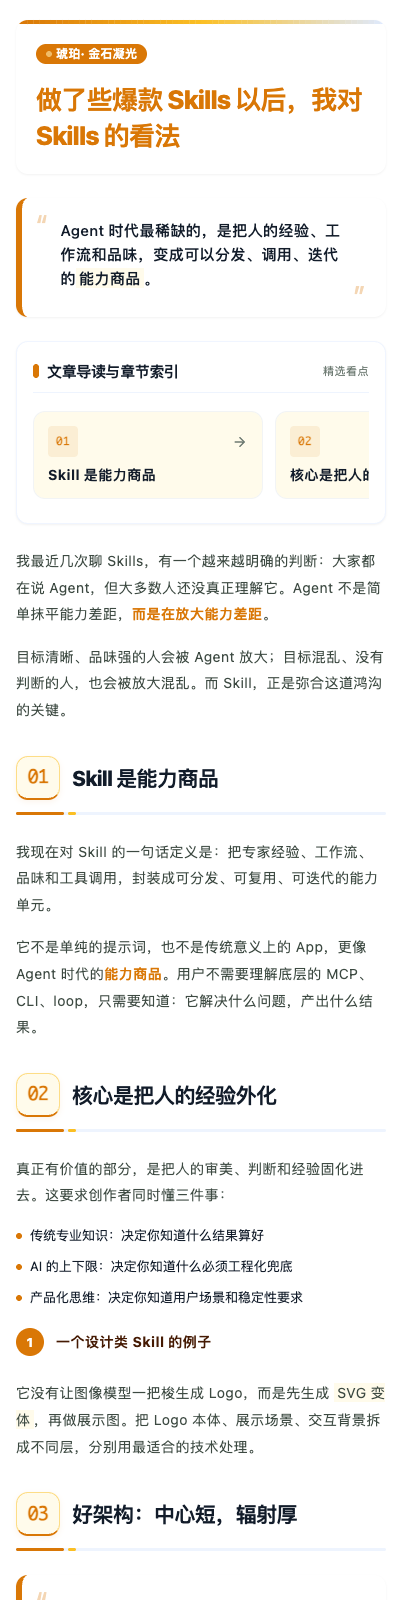 琥珀·金石凝光
做了些爆款 Skills 以后，我对
Skills 的看法
"
Agent 时代最稀缺的，是把人的经验、工
作流和品味，变成可以分发、调用、迭代
的 能力商品 。
"
文章导读与章节索引
精选看点
01
→
Skill 是能力商品
02
核心是把人的
我最近几次聊 Skills，有一个越来越明确的判断：大家都
在说 Agent，但大多数人还没真正理解它。Agent 不是简
单抹平能力差距，而是在放大能力差距。
目标清晰、品味强的人会被 Agent 放大；目标混乱、没有
判断的人，也会被放大混乱。而 Skill，正是弥合这道鸿沟
的关键。
01
Skill 是能力商品
我现在对 Skill 的一句话定义是：把专家经验、工作流、
品味和工具调用，封装成可分发、可复用、可迭代的能力
单元。
它不是单纯的提示词，也不是传统意义上的 App，更像
Agent 时代的能力商品。用户不需要理解底层的 MCP、
CLI、loop，只需要知道：它解决什么问题，产出什么结
果。
02
核心是把人的经验外化
真正有价值的部分，是把人的审美、判断和经验固化进
去。这要求创作者同时懂三件事：
传统专业知识：决定你知道什么结果算好
AI 的上下限：决定你知道什么必须工程化兜底
产品化思维：决定你知道用户场景和稳定性要求
1
一个设计类 Skill 的例子
它没有让图像模型一把梭生成 Logo，而是先生成 SVG 变
体 ，再做展示图。把 Logo 本体、展示场景、交互背景拆
成不同层，分别用最适合的技术处理。
03
好架构：中心短，辐射厚
"